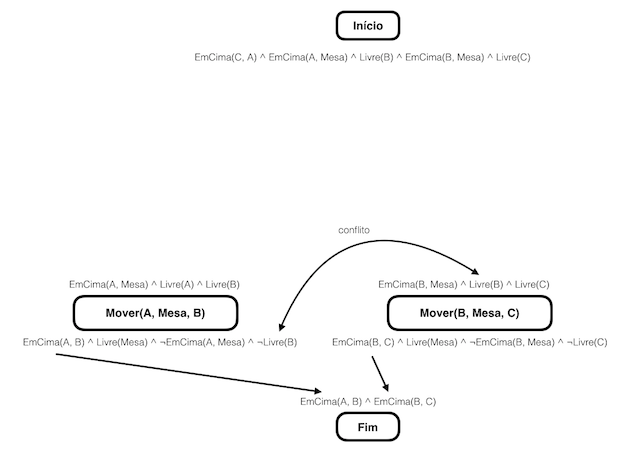 Início
EmCima(C, A) ^ EmCima(A, Mesa) ^ Livre(B) ^ EmCima(B, Mesa) ^ Livre(C)
conflito
EmCima(A, Mesa) ^ Livre(A) ^ Livre(B)
EmCima(B, Mesa) ^ Livre(B) ^ Livre(C)
Mover(A, Mesa, B)
Mover(B, Mesa, C)
EmCima(A, B) ^ Livre(Mesa) ^ ¬EmCima(A, Mesa) ^ ¬Livre(B)
EmCima(B, C) ^ Livre(Mesa) ^ ¬EmCima(B, Mesa) ^ ¬Livre(C)
EmCima(A, B) ^ EmCima(B, C)
Fim